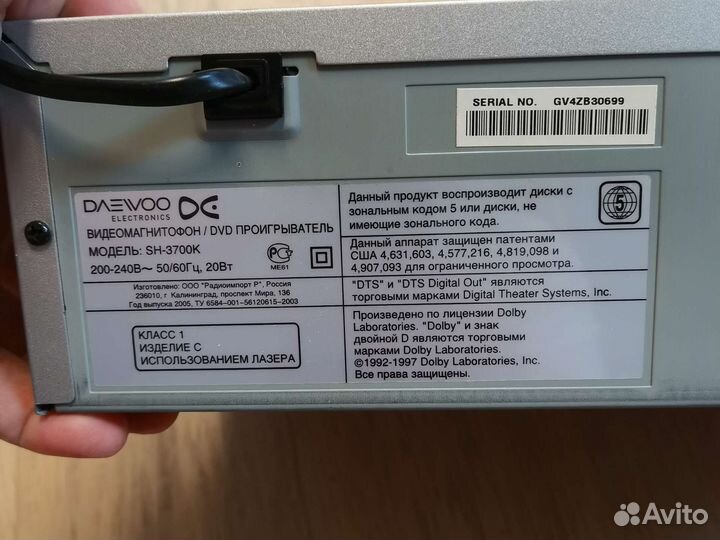 SERIAL NO. GV4ZB30699
DAEWOO
ELECTRONICS
ВИДЕОМАГНИТОФОН / DVD ПРОИГРЫВАТЕЛЬ
МОДЕЛЬ: SH-3700K
200-240В~ 50/60Гц, 20Вт
ME61
Изготовлено: ООО "Радиоимпорт Р", Россия
236010, г. Калининград, проспект Мира, 136
Год выпуска 2005, ТУ 6584-001-56120615-2003
КЛАСС 1
ИЗДЕЛИЕ С
ИСПОЛЬЗОВАНИЕМ ЛАЗЕРА
Данный продукт воспроизводит диски с
зональным кодом 5 или диски, не
имеющие зонального кода.
5
Данный аппарат защищен патентами
США 4,631,603, 4,577,216, 4,819,098 и
4,907,093 для ограниченного просмотра.
"DTS" и "DTS Digital Out" являются
торговыми марками Digital Theater Systems, Inc.
Произведено по лицензии Dolby
Laboratories. "Dolby" и знак
двойной D являются торговыми
марками Dolby Laboratories.
©1992-1997 Dolby Laboratories, Inc.
Все права защищены.
Avito